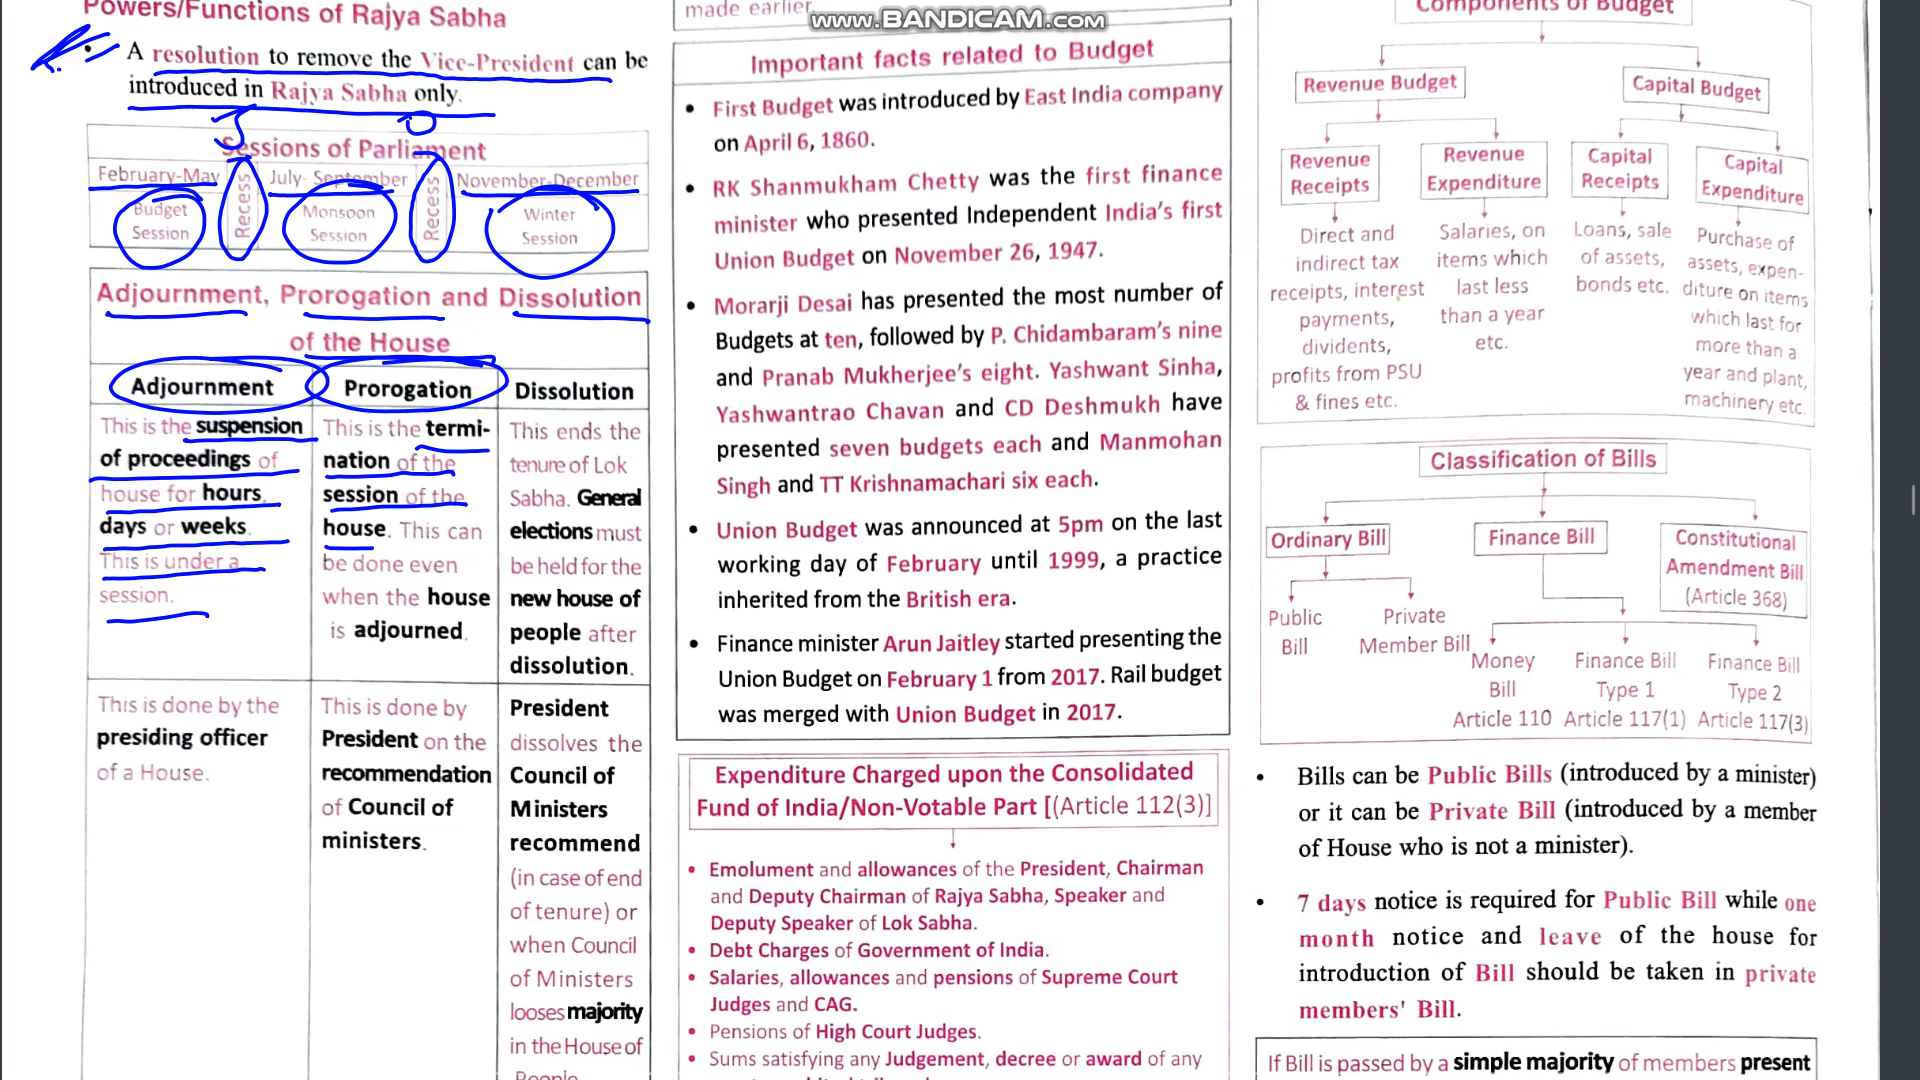 Powers/Functions of Rajya Sabha
• A resolution to remove the Vice-President can be
introduced in Rajya Sabha only.
Sessions of Parliament
February-May
Recess
July- September
Recess
November-December
Budget
Session
Monsoon
Session
Winter
Session
Adjournment, Prorogation and Dissolution
of the House
Adjournment
This is the suspension
of proceedings of
house for hours,
days or weeks.
This is under a
session.
Prorogation
This is the termi-
nation of the
session of the
house. This can
be done even
when the house
is adjourned.
Dissolution
This ends the
tenure of Lok
Sabha. General
elections must
be held for the
new house of
people after
dissolution.
This is done by the
presiding officer
of a House.
This is done by
President on the
recommendation
of Council of
ministers.
President
dissolves the
Council of
Ministers
recommend
(in case of end
of tenure) or
when Council
of Ministers
looses majority
in the House of
People
made earlier.
www.BANDICAM.com
Important facts related to Budget
• First Budget was introduced by East India company
on April 6, 1860.
• RK Shanmukham Chetty was the first finance
minister who presented Independent India's first
Union Budget on November 26, 1947.
• Morarji Desai has presented the most number of
Budgets at ten, followed by P. Chidambaram's nine
and Pranab Mukherjee's eight. Yashwant Sinha,
Yashwantrao Chavan and CD Deshmukh have
presented seven budgets each and Manmohan
Singh and TT Krishnamachari six each.
• Union Budget was announced at 5pm on the last
working day of February until 1999, a practice
inherited from the British era.
• Finance minister Arun Jaitley started presenting the
Union Budget on February 1 from 2017. Rail budget
was merged with Union Budget in 2017.
Expenditure Charged upon the Consolidated
Fund of India/Non-Votable Part [(Article 112(3)]
• Emolument and allowances of the President, Chairman
and Deputy Chairman of Rajya Sabha, Speaker and
Deputy Speaker of Lok Sabha.
• Debt Charges of Government of India.
• Salaries, allowances and pensions of Supreme Court
Judges and CAG.
• Pensions of High Court Judges.
• Sums satisfying any Judgement, decree or award of any
Components of Budget
Revenue Budget
Capital Budget
Revenue
Receipts
Revenue
Expenditure
Capital
Receipts
Capital
Expenditure
Direct and
indirect tax
receipts, interest
payments,
dividends,
profits from PSU
& fines etc.
Salaries, on
items which
last less
than a year
etc.
Loans, sale
of assets,
bonds etc.
Purchase of
assets, expen-
diture on items
which last for
more than a
year and plant,
machinery etc.
Classification of Bills
Ordinary Bill
Finance Bill
Constitutional
Amendment Bill
(Article 368)
Public
Bill
Private
Member Bill
Money
Bill
Article 110
Finance Bill
Type 1
Article 117(1)
Finance Bill
Type 2
Article 117(3)
• Bills can be Public Bills (introduced by a minister)
or it can be Private Bill (introduced by a member
of House who is not a minister).
• 7 days notice is required for Public Bill while one
month notice and leave of the house for
introduction of Bill should be taken in private
members' Bill.
If Bill is passed by a simple majority of members present